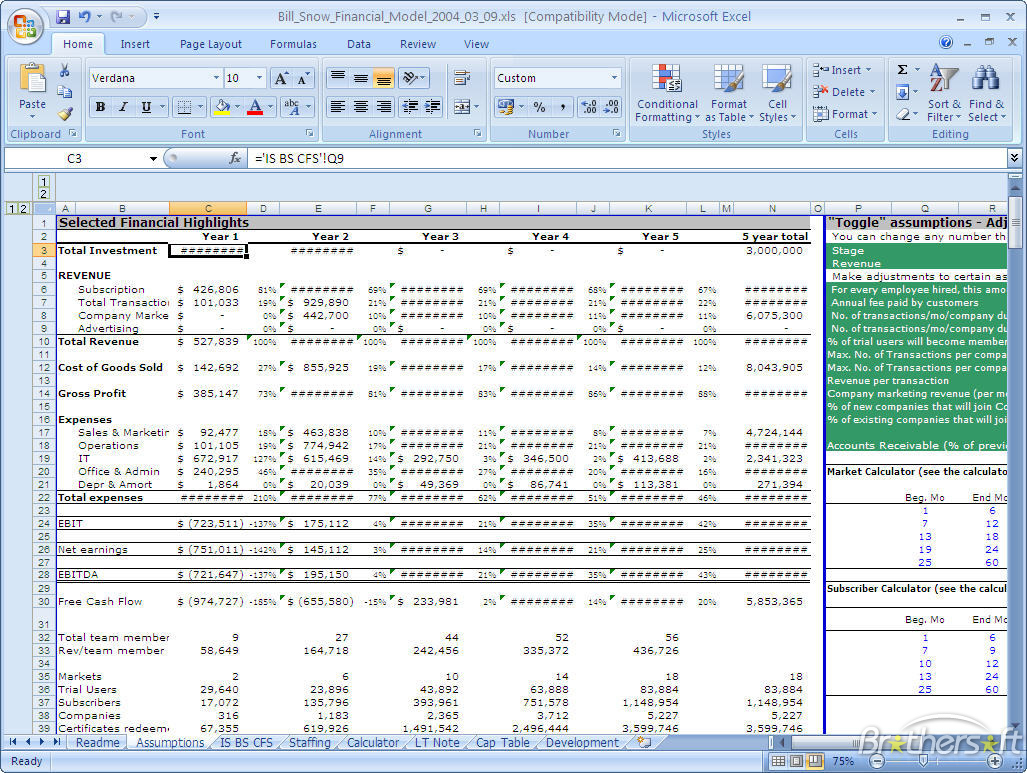 Bill_Snow_Financial_Model_2004_03_09.xls [Compatibility Mode] - Microsoft Excel
Home Insert Page Layout Formulas Data Review View
Paste
Verdana 10
Custom
Conditional Formatting
Format as Table
Cell Styles
Insert
Delete
Format
Sort & Filter
Find & Select
Clipboard Font Alignment Number Styles Cells Editing
C3 fx ='IS BS CFS'!Q9
1
2
1 2 A B C D E F G H I J K L M N O P Q R
1 Selected Financial Highlights "Toggle" assumptions - Adj
2 Year 1 Year 2 Year 3 Year 4 Year 5 5 year total You can change any number th
3 Total Investment ######## ######## $ - $ - $ - 3,000,000 Stage
4 Revenue
5 REVENUE Make adjustments to certain as
6 Subscription $ 426,806 81% ######## 69% ######## 69% ######## 68% ######## 67% ######## For every employee hired, this amo
7 Total Transactio $ 101,033 19% $ 929,890 21% ######## 21% ######## 21% ######## 22% ######## Annual fee paid by customers
8 Company Marke $ - 0% $ 442,700 10% ######## 10% ######## 11% ######## 11% 6,075,300 No. of transactions/mo/company du
9 Advertising $ - 0% $ - 0% $ - 0% $ - 0% $ - 0% - No. of transactions/mo/company du
10 Total Revenue $ 527,839 100% ######## 100% ######## 100% ######## 100% ######## 100% ######## % of trial users will become member
11 Max. No. of Transactions per compa
12 Cost of Goods Sold $ 142,692 27% $ 855,925 19% ######## 17% ######## 14% ######## 12% 8,043,905 Max. No. of Transactions per compa
13 Revenue per transaction
14 Gross Profit $ 385,147 73% ######## 81% ######## 83% ######## 86% ######## 88% ######## Company marketing revenue (per m
15 % of new companies that will join Co
16 Expenses % of existing companies that will joi
17 Sales & Marketin $ 92,477 18% $ 463,838 10% ######## 11% ######## 8% ######## 7% 4,724,144
18 Operations $ 101,105 19% $ 774,942 17% ######## 21% ######## 21% ######## 21% ######## Accounts Receivable (% of previo
19 IT $ 672,917 127% $ 615,469 14% $ 292,750 3% $ 346,500 2% $ 413,688 2% 2,341,323
20 Office & Admin $ 240,295 46% ######## 35% ######## 27% ######## 20% ######## 16% ######## Market Calculator (see the calculato
21 Depr & Amort $ 1,864 0% $ 20,039 0% $ 49,369 0% $ 86,741 0% $ 113,381 0% 271,394
22 Total expenses ######## 210% ######## 77% ######## 62% ######## 51% ######## 46% ######## Beg. Mo End Mo
23 1 6
24 EBIT $ (723,511) -137% $ 175,112 4% ######## 21% ######## 35% ######## 42% ######## 7 12
25 13 18
26 Net earnings $ (751,011) -142% $ 145,112 3% ######## 14% ######## 21% ######## 25% ######## 19 24
27 25 60
28 EBITDA $ (721,647) -137% $ 195,150 4% ######## 21% ######## 35% ######## 43% ########
29 Subscriber Calculator (see the calcul
30 Free Cash Flow $ (974,727) -185% $ (655,580) -15% $ 233,981 2% ######## 14% ######## 20% 5,853,365
31 Beg. Mo End Mo
32 Total team member 9 27 44 52 56 1 6
33 Rev/team member 58,649 164,718 242,456 335,372 436,726 7 9
34 10 12
35 Markets 2 6 10 14 18 18 13 24
36 Trial Users 29,640 23,896 43,892 63,888 83,884 83,884 25 60
37 Subscribers 17,072 135,796 393,961 751,578 1,148,954 1,148,954
38 Companies 316 1,183 2,365 3,712 5,227 5,227
39 Certificates redeem 67,355 619,926 1,491,542 2,496,444 3,599,746 3,599,746
Readme Assumptions IS BS CFS Staffing Calculator LT Note Cap Table Development
Ready 75%
Brothersoft